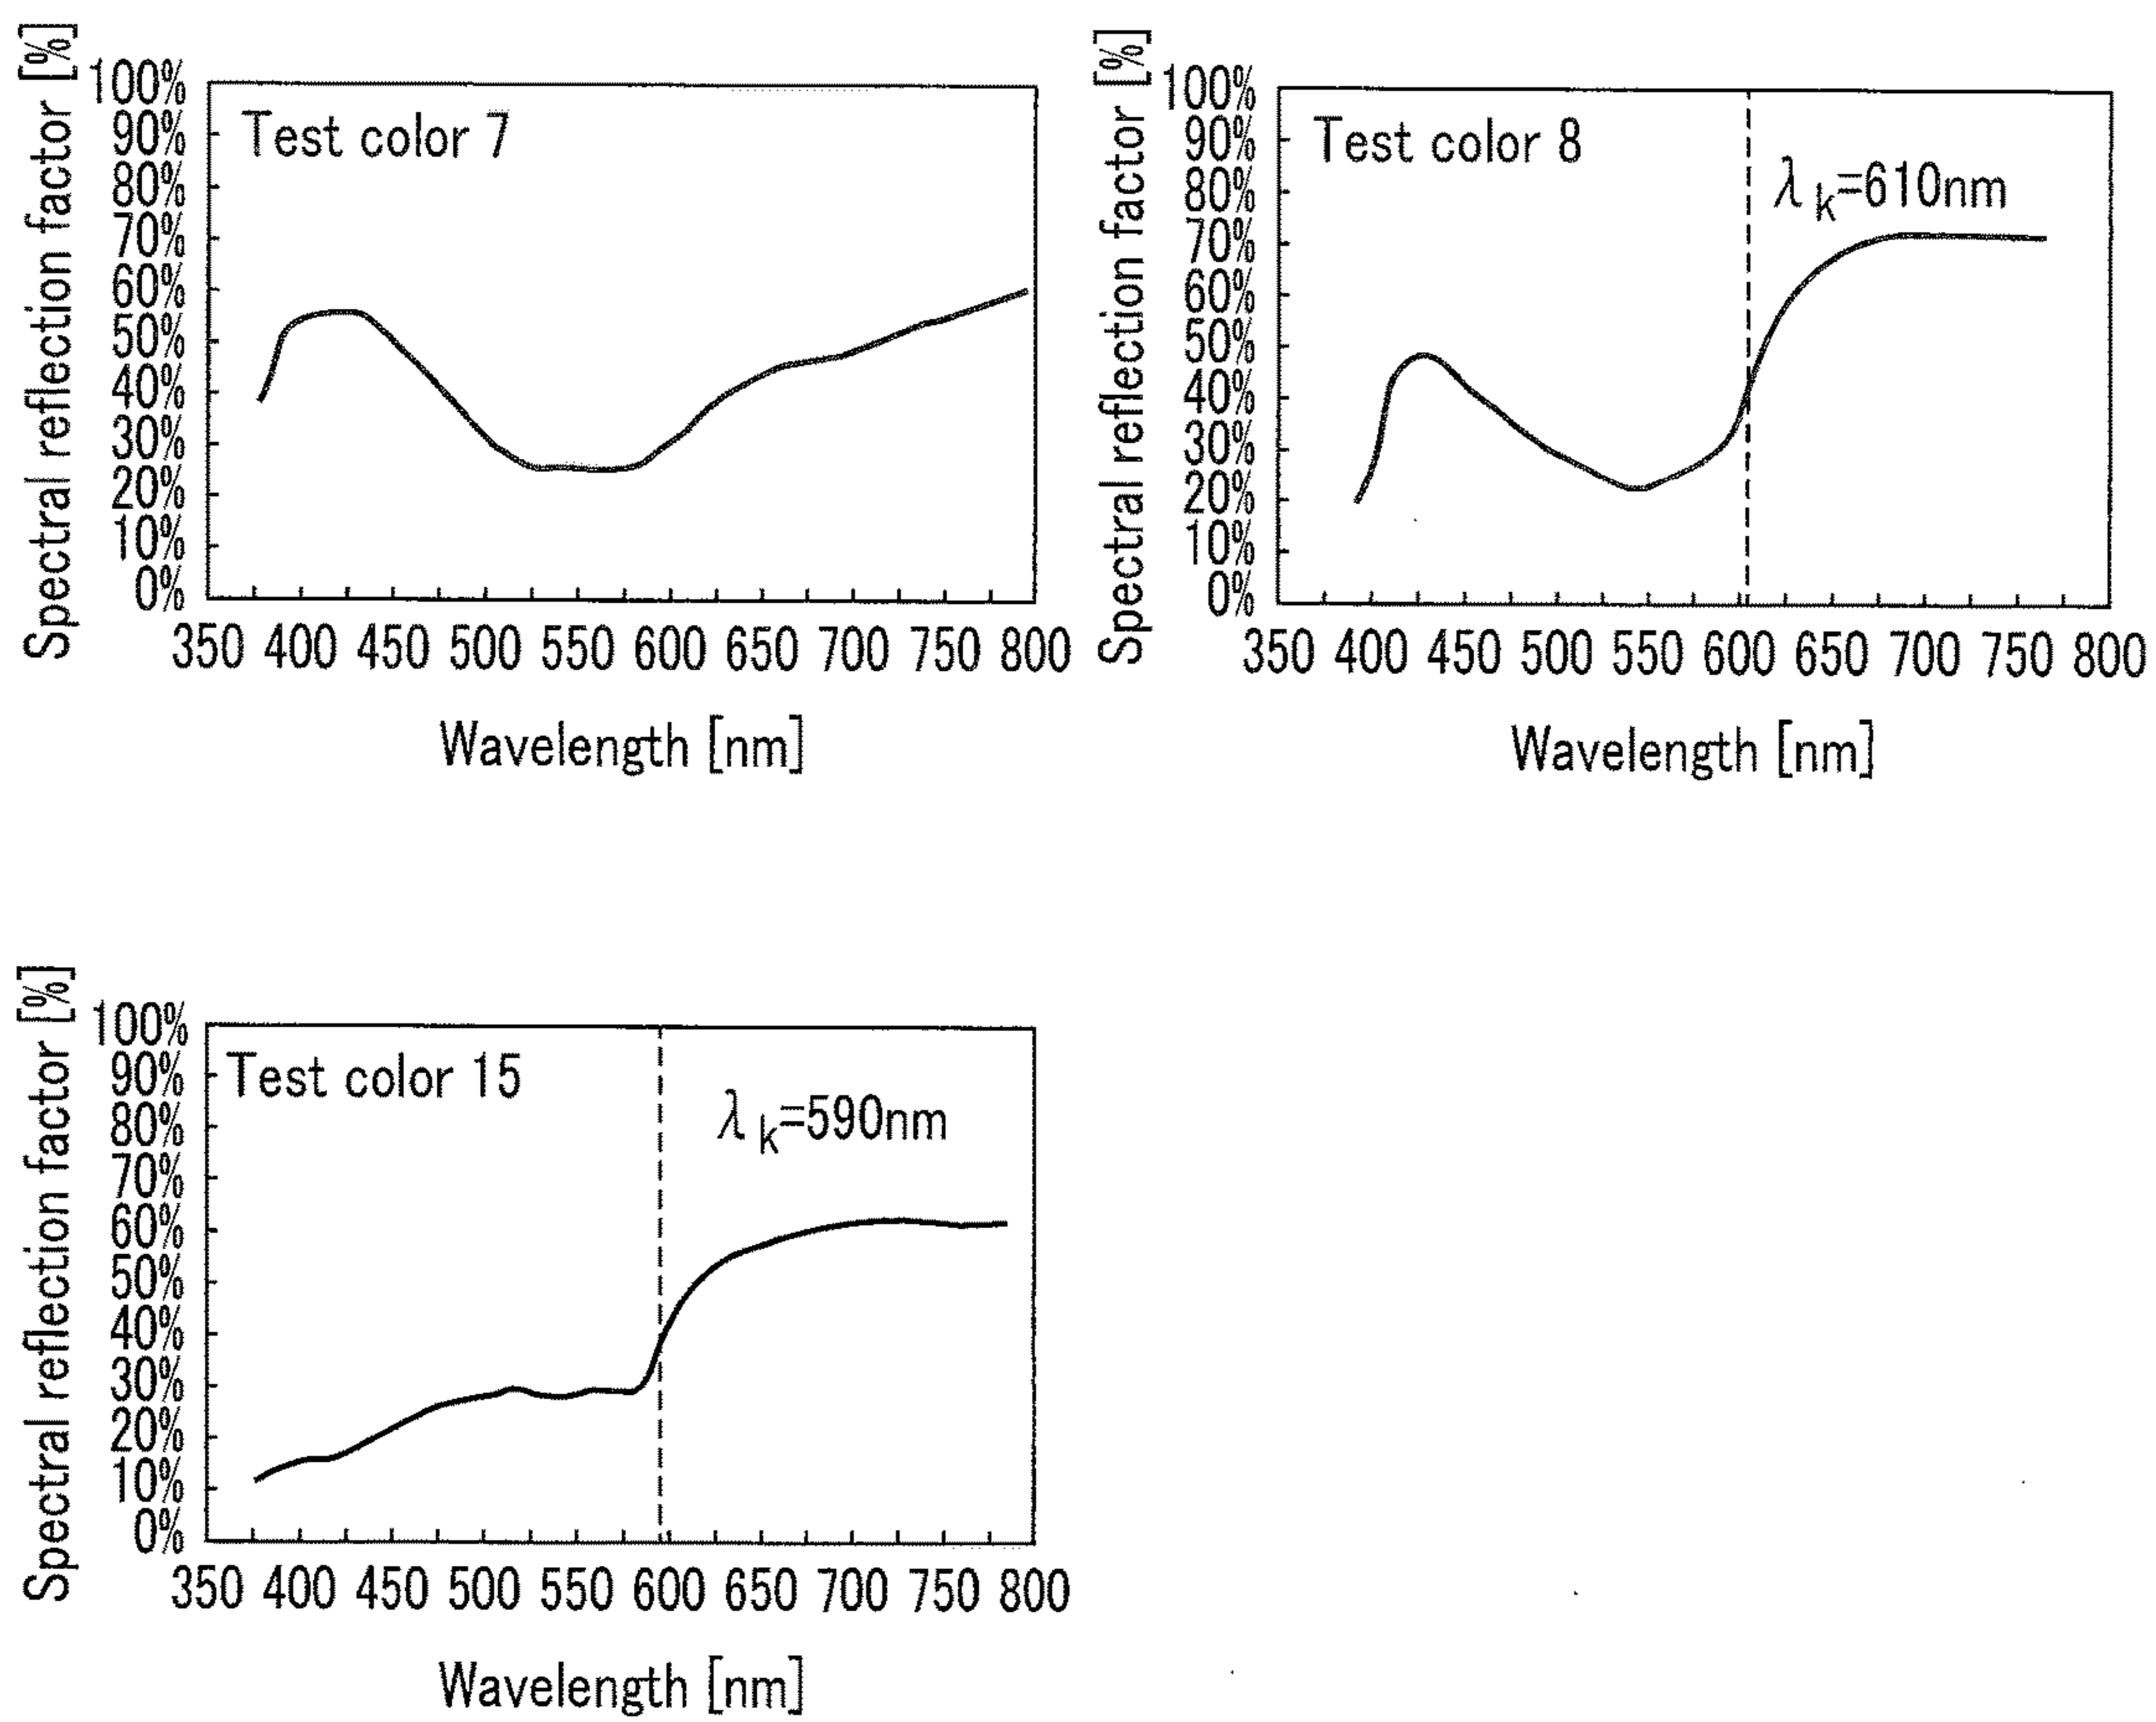 Spectral reflection factor [%]
100%
90%
80%
70%
60%
50%
40%
30%
20%
10%
0%
Test color 7
350 400 450 500 550 600 650 700 750 800
Wavelength [nm]
Spectral reflection factor [%]
100%
90%
80%
70%
60%
50%
40%
30%
20%
10%
0%
Test color 8
λk=610nm
350 400 450 500 550 600 650 700 750 800
Wavelength [nm]
Spectral reflection factor [%]
100%
90%
80%
70%
60%
50%
40%
30%
20%
10%
0%
Test color 15
λk=590nm
350 400 450 500 550 600 650 700 750 800
Wavelength [nm]